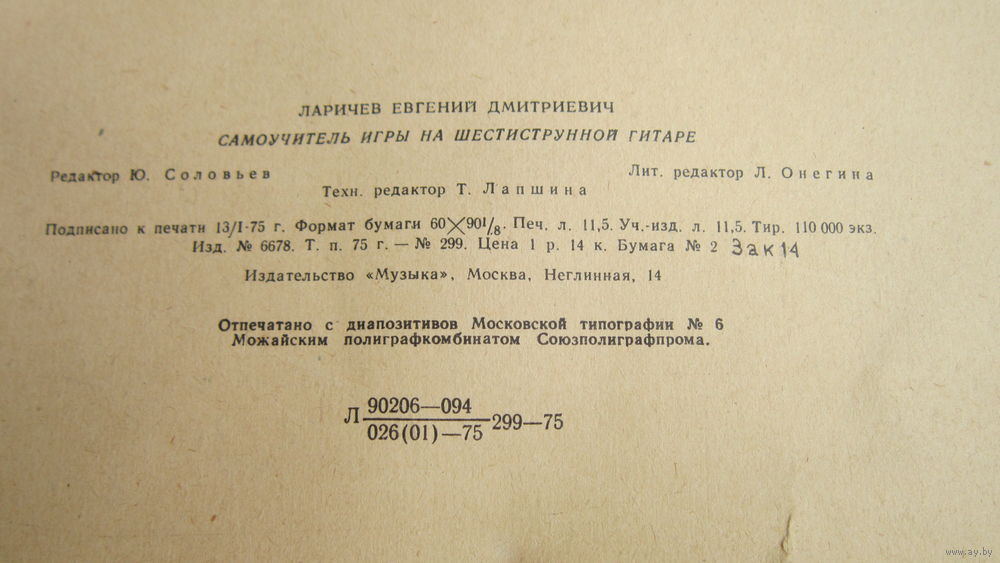 ЛАРИЧЕВ ЕВГЕНИЙ ДМИТРИЕВИЧ
САМОУЧИТЕЛЬ ИГРЫ НА ШЕСТИСТРУННОЙ ГИТАРЕ
Редактор Ю. Соловьев Лит. редактор Л. Онегина
Техн. редактор Т. Лапшина
Подписано к печати 13/I-75 г. Формат бумаги 60×90 1/8. Печ. л. 11,5. Уч.-изд. л. 11,5. Тир. 110 000 экз.
Изд. № 6678. Т. п. 75 г. — № 299. Цена 1 р. 14 к. Бумага № 2 Зак 14
Издательство «Музыка», Москва, Неглинная, 14
Отпечатано с диапозитивов Московской типографии № 6
Можайским полиграфкомбинатом Союзполиграфпрома.
Л 90206—094
026(01)—75 299—75
www.ay.by